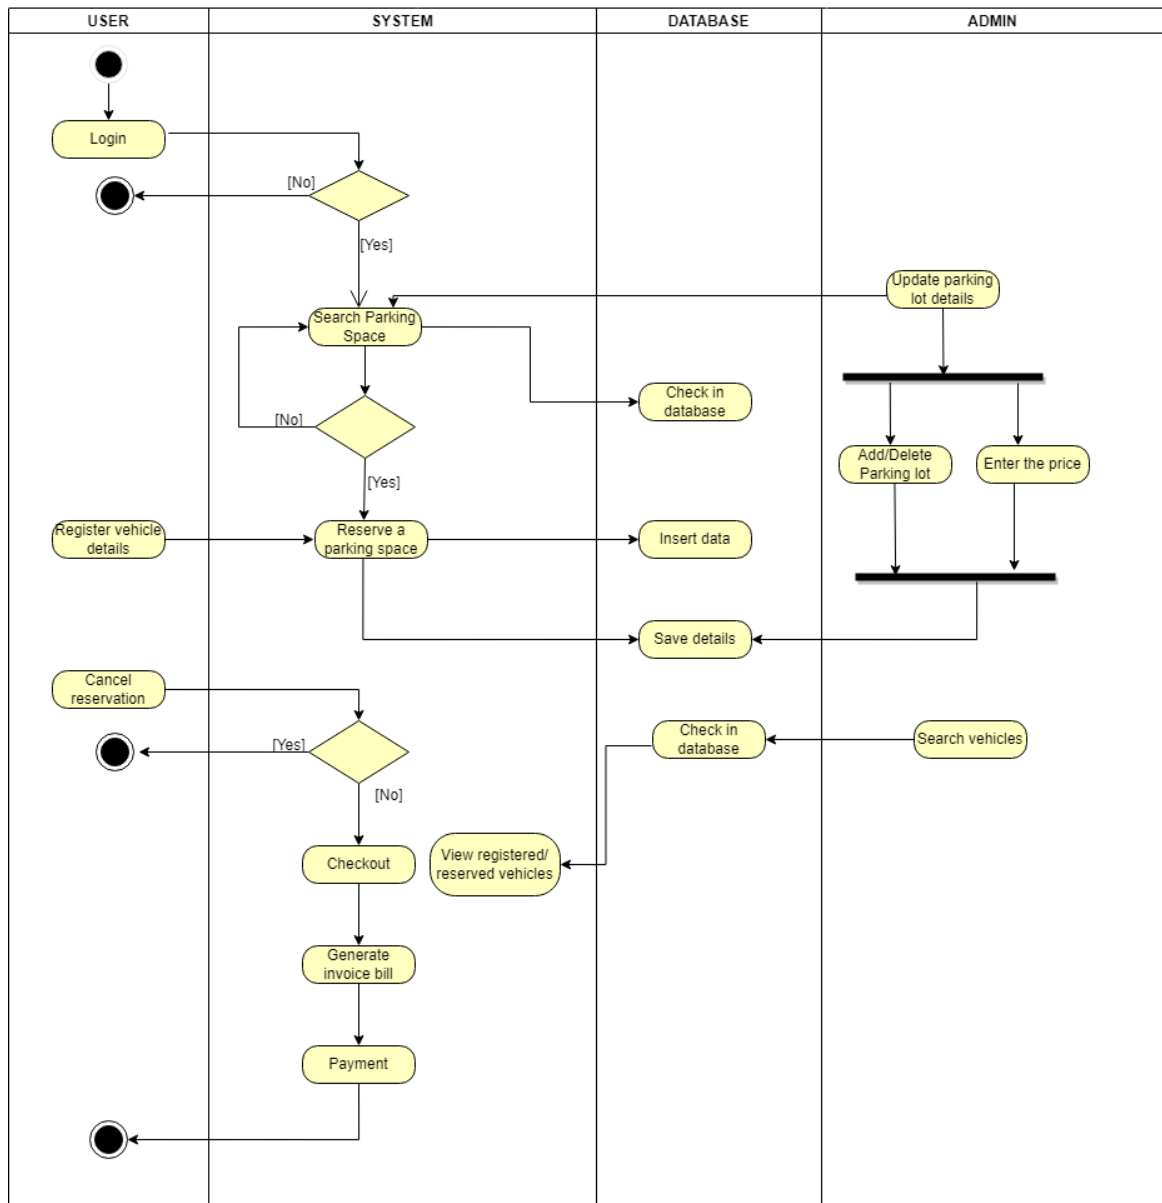 USER
SYSTEM
DATABASE
ADMIN
Login
[No]
[Yes]
Update parking
lot details
Search Parking
Space
Check in
database
[No]
Add/Delete
Parking lot
Enter the price
[Yes]
Register vehicle
details
Reserve a
parking space
Insert data
Save details
Cancel
reservation
[Yes]
Check in
database
Search vehicles
[No]
Checkout
View registered/
reserved vehicles
Generate
invoice bill
Payment